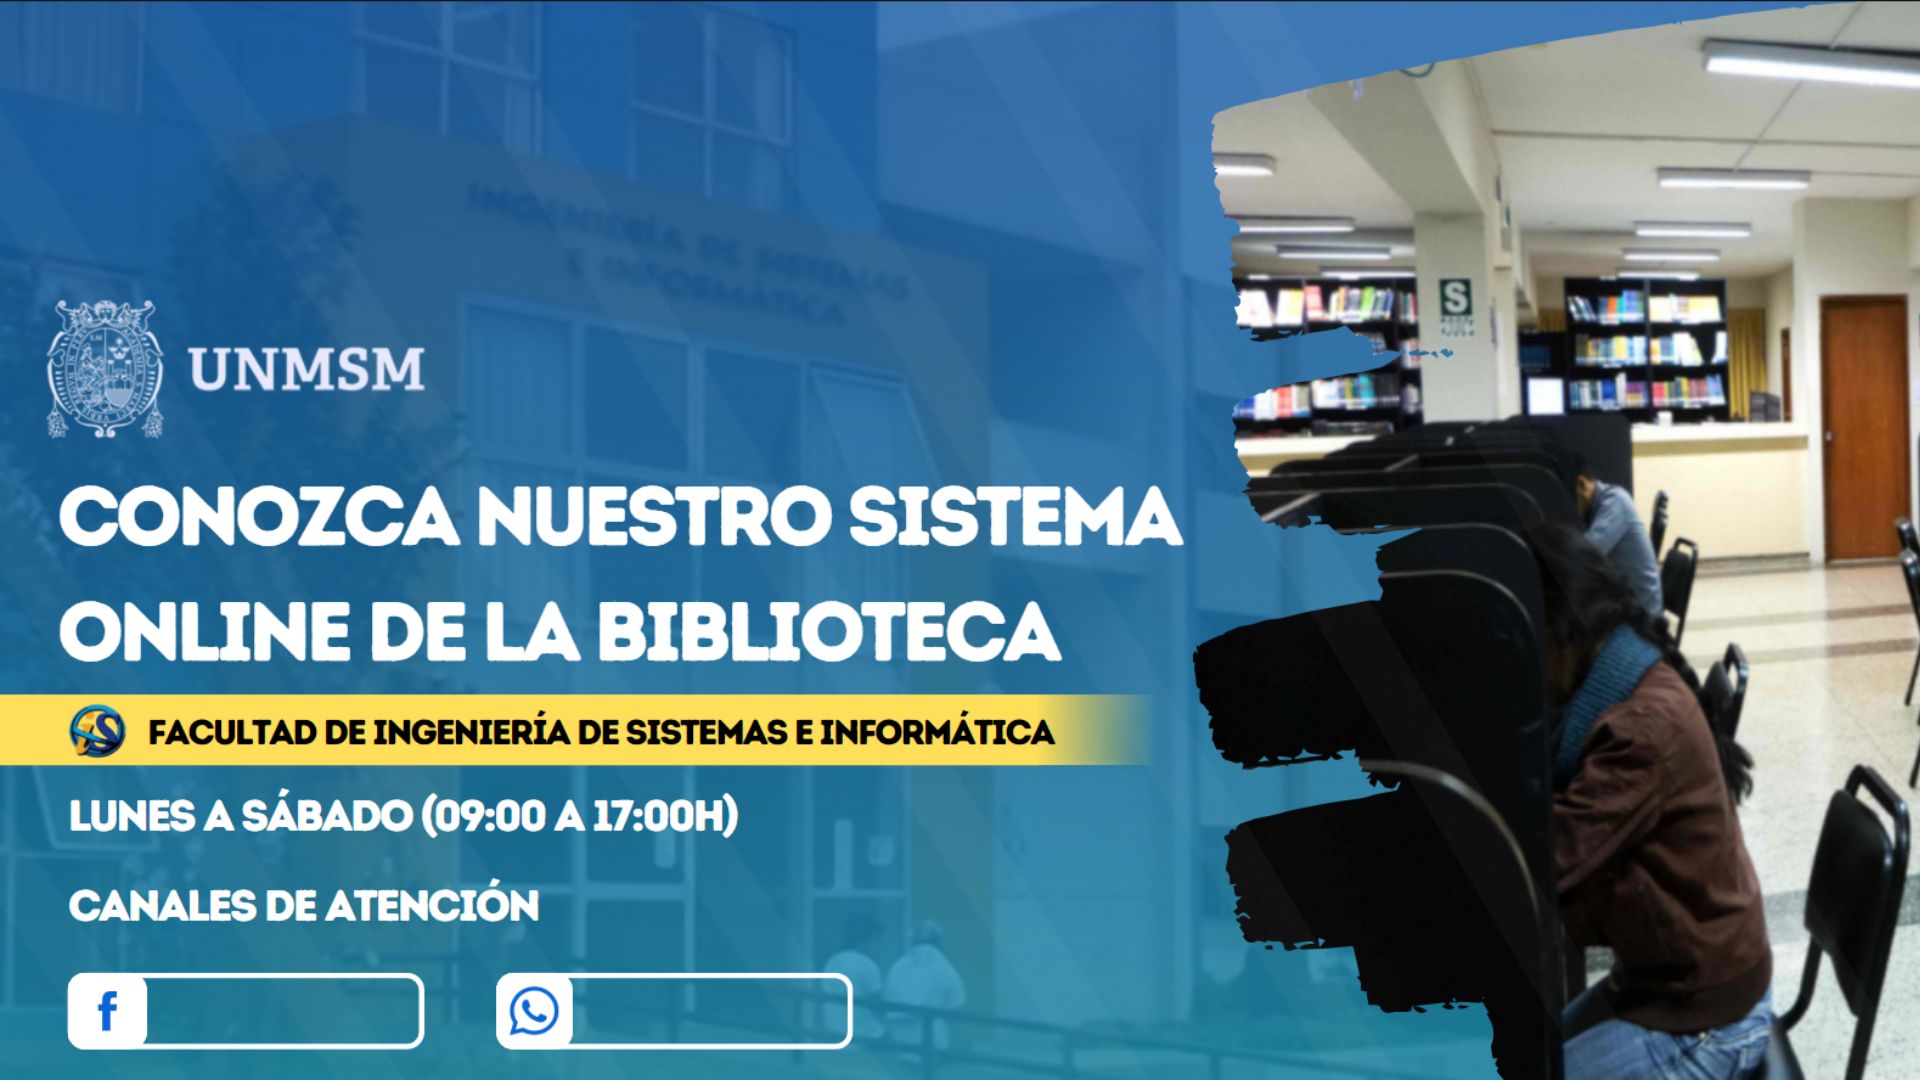 INGENIERÍA DE SISTEMAS
E INFORMÁTICA
UNMSM
CONOZCA NUESTRO SISTEMA
ONLINE DE LA BIBLIOTECA
FACULTAD DE INGENIERÍA DE SISTEMAS E INFORMÁTICA
LUNES A SÁBADO (09:00 A 17:00H)
CANALES DE ATENCIÓN
S